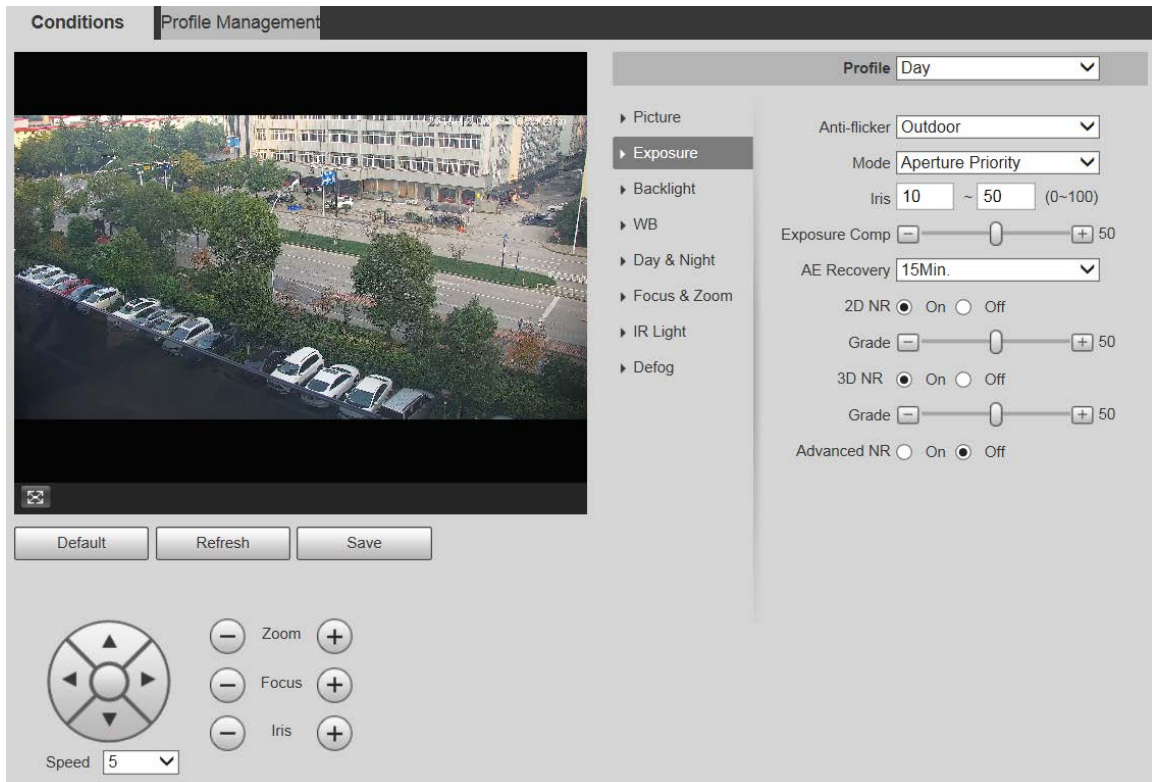 Conditions
Profile Management
Profile Day
Picture
Exposure
Backlight
WB
Day & Night
Focus & Zoom
IR Light
Defog
Anti-flicker Outdoor
Mode Aperture Priority
Iris 10 ~ 50 (0~100)
Exposure Comp 50
AE Recovery 15Min.
2D NR On Off
Grade 50
3D NR On Off
Grade 50
Advanced NR On Off
Default Refresh Save
Zoom
Focus
Iris
Speed 5